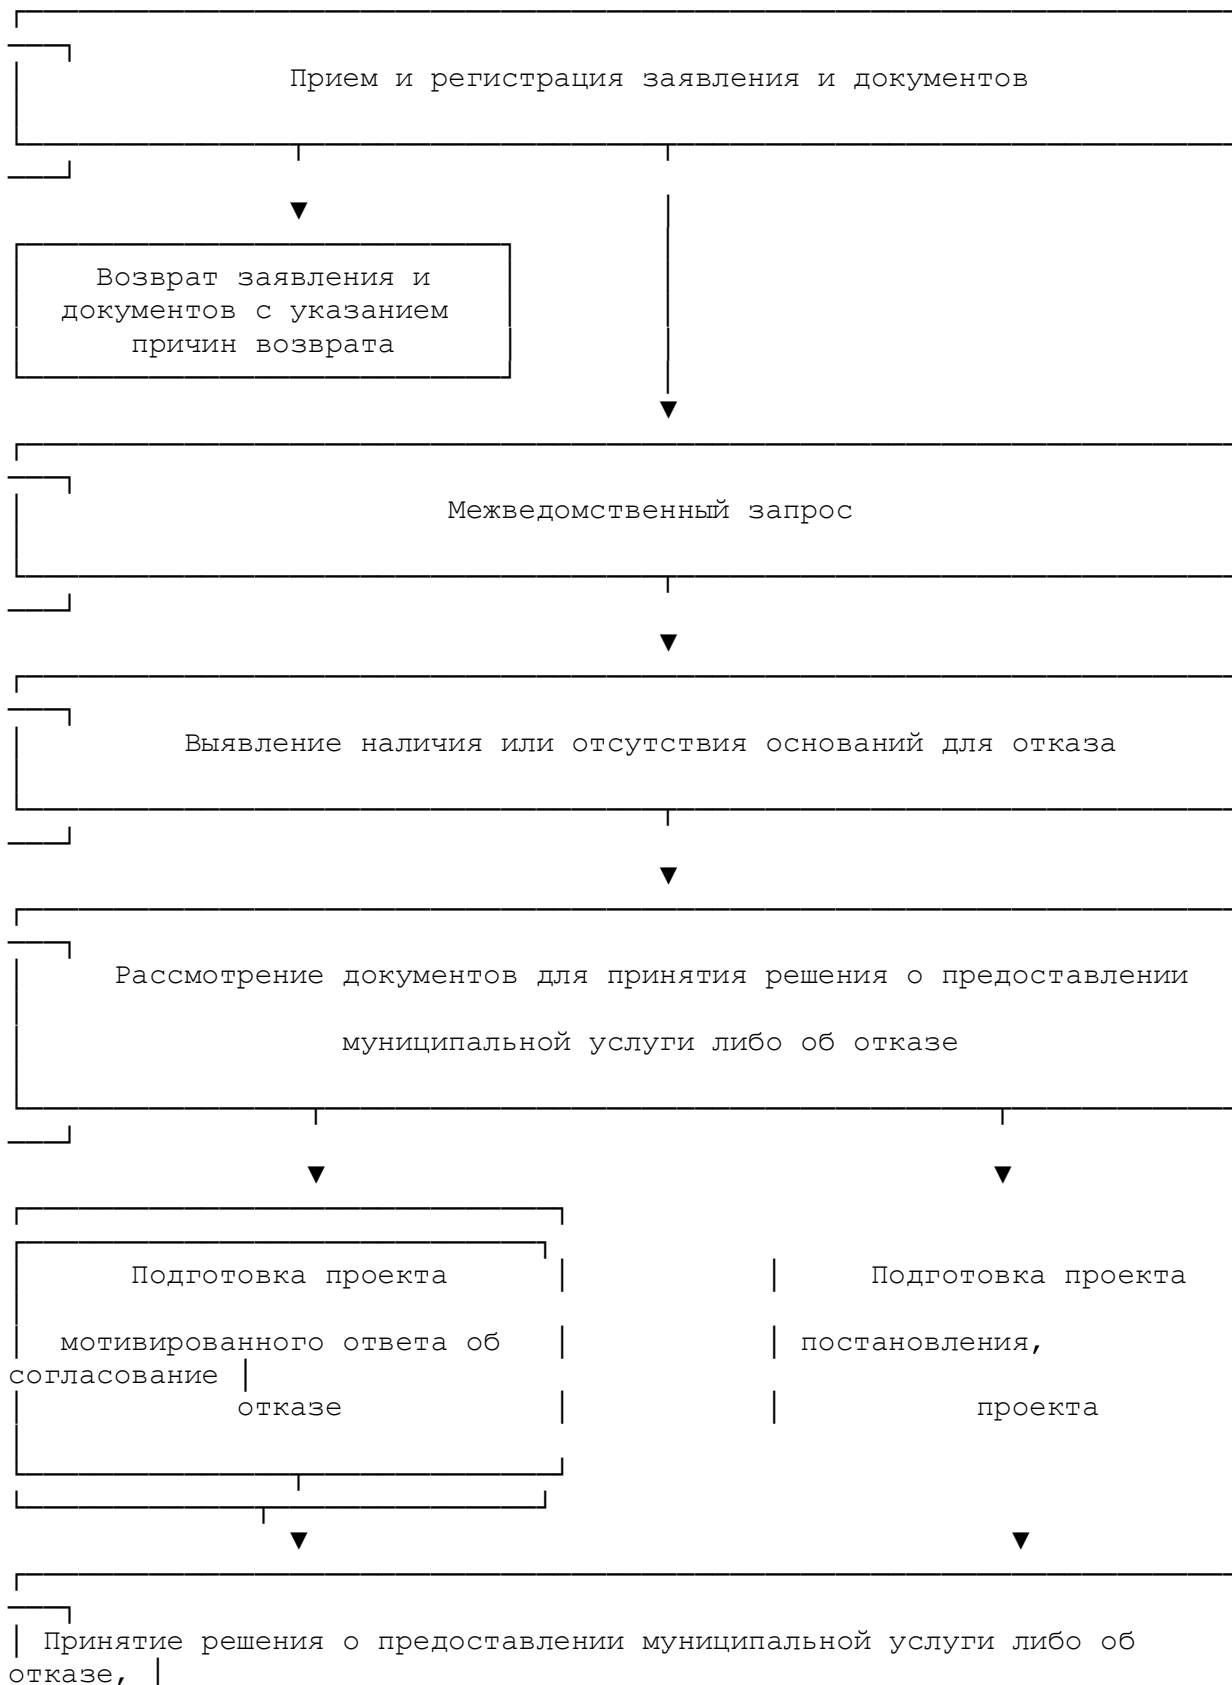 Прием и регистрация заявления и документов
Возврат заявления и
документов с указанием
причин возврата
Межведомственный запрос
Выявление наличия или отсутствия оснований для отказа
Рассмотрение документов для принятия решения о предоставлении
муниципальной услуги либо об отказе
Подготовка проекта Подготовка проекта
мотивированного ответа об постановления,
согласование
отказе проекта
Принятие решения о предоставлении муниципальной услуги либо об
отказе,